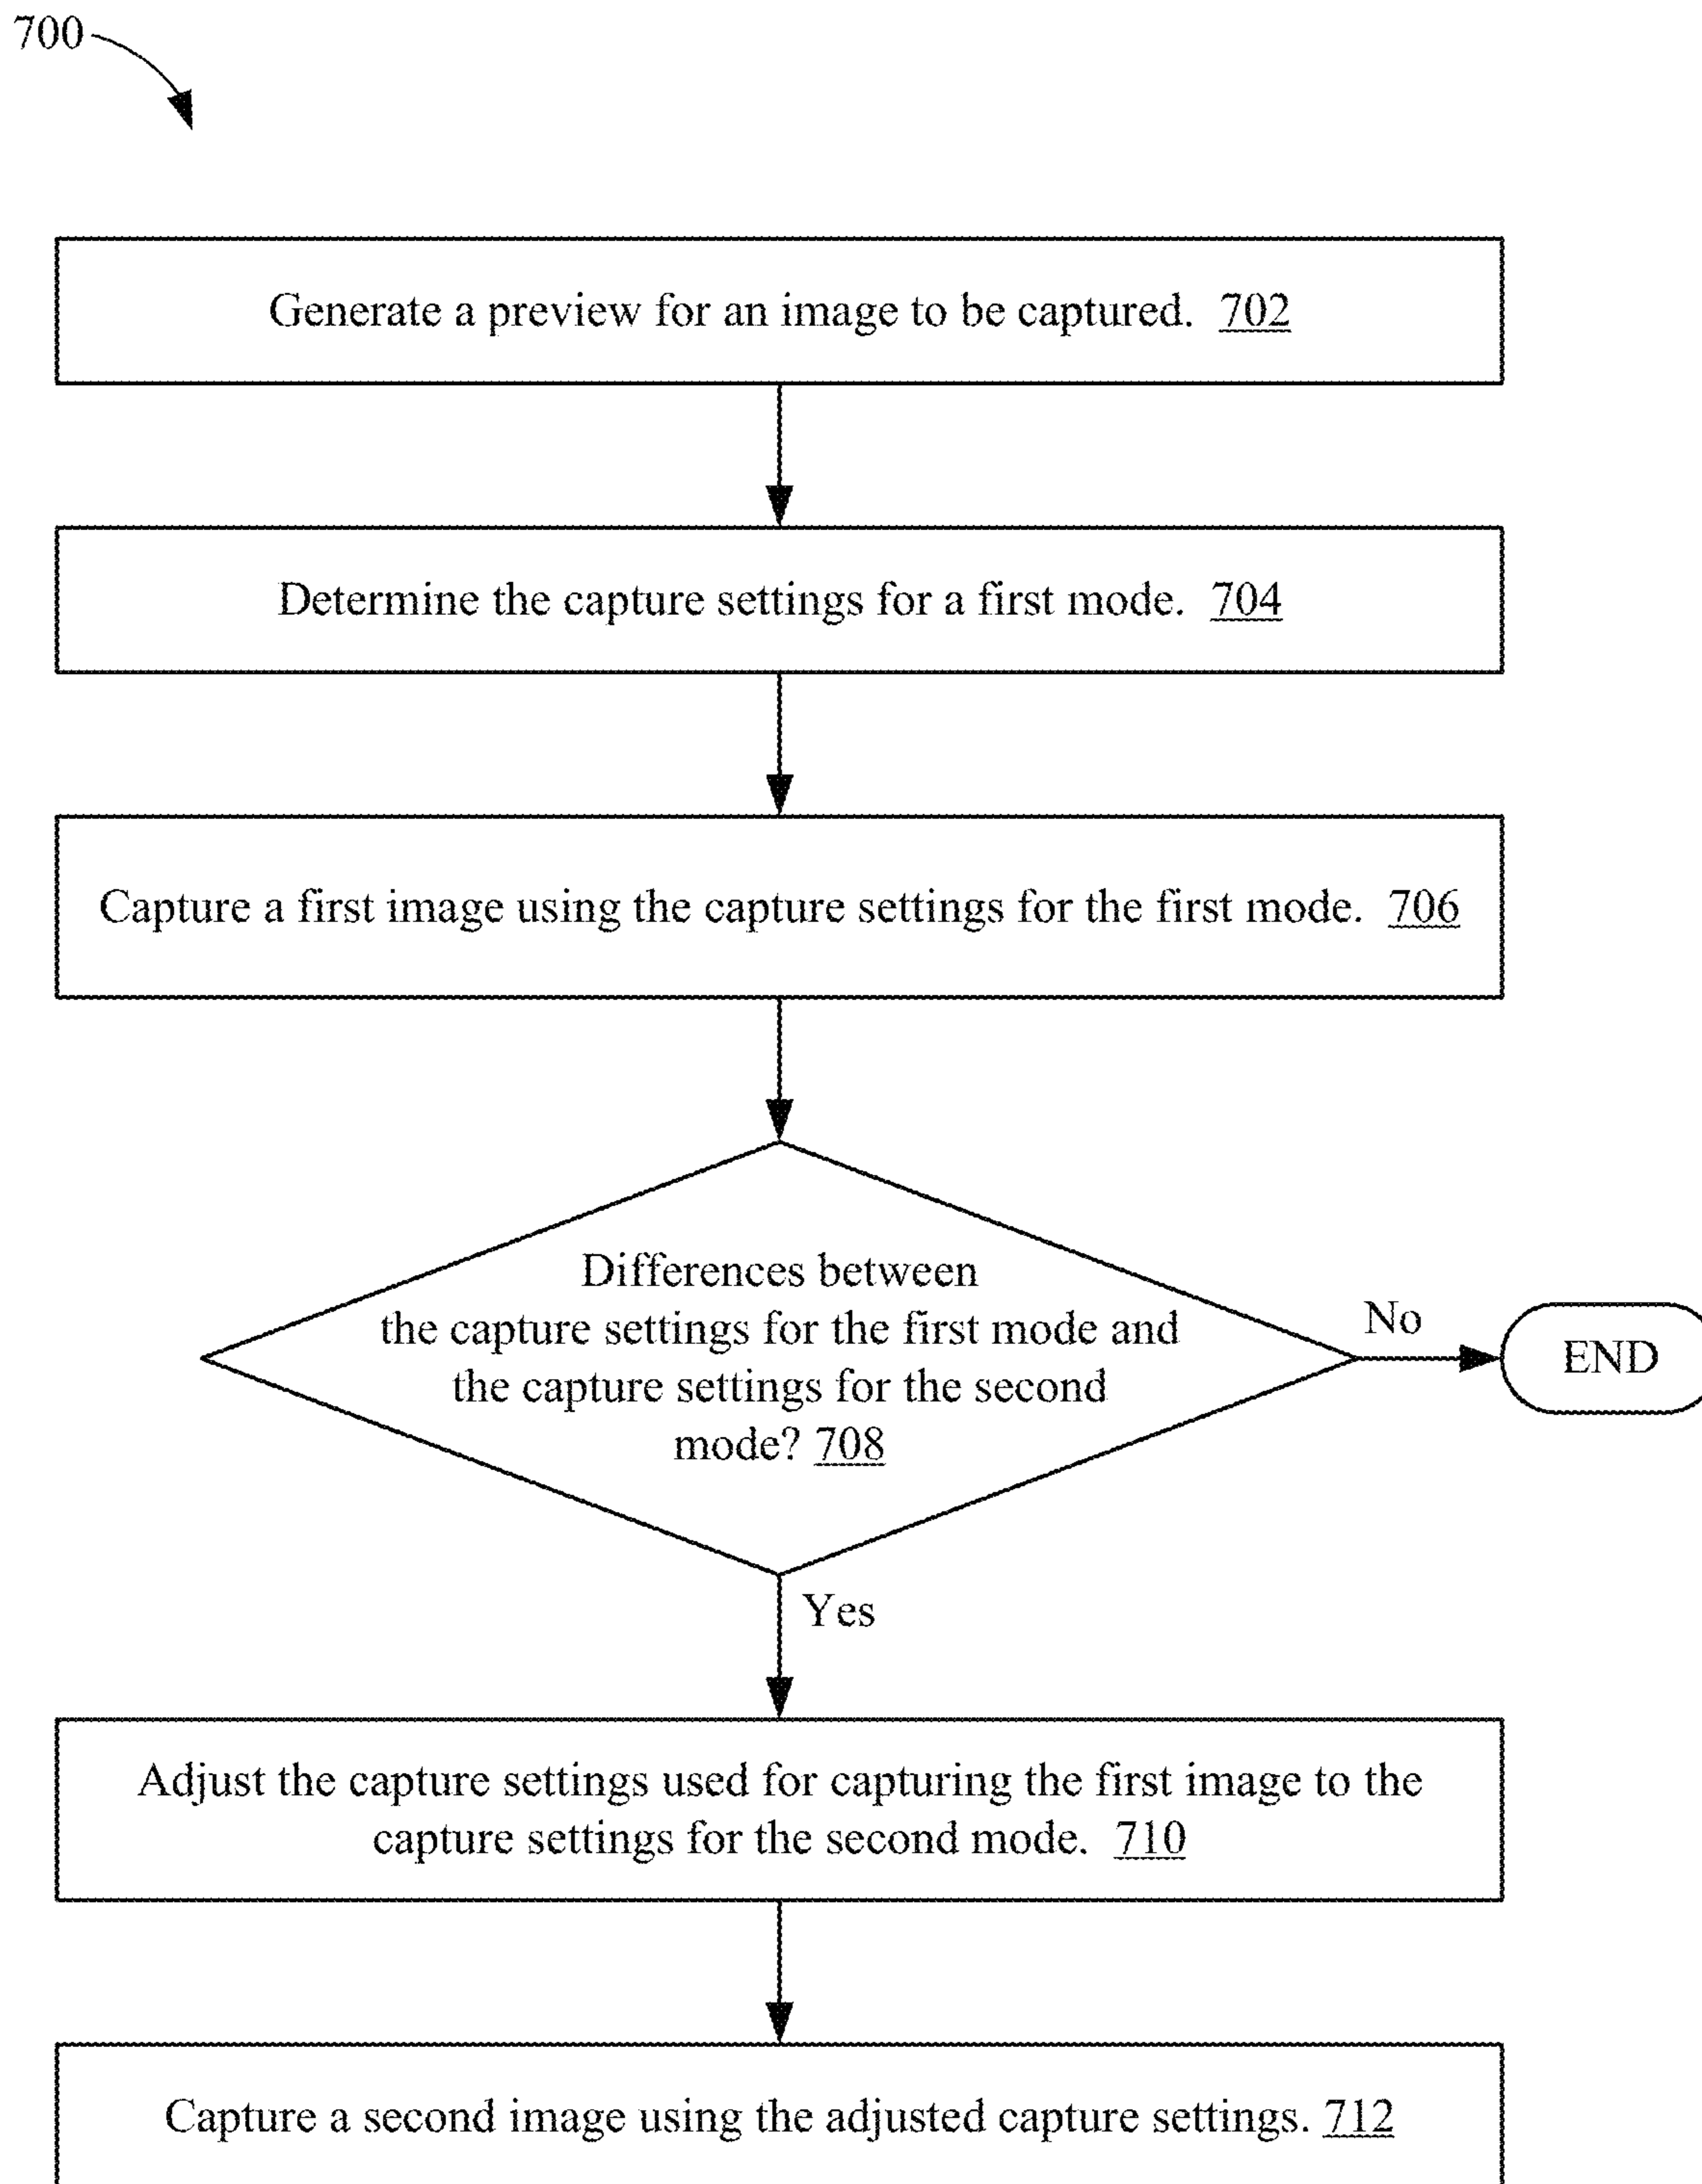 700
Generate a preview for an image to be captured. 702
Determine the capture settings for a first mode. 704
Capture a first image using the capture settings for the first mode. 706
Differences between
the capture settings for the first mode and
the capture settings for the second
mode? 708
No
END
Yes
Adjust the capture settings used for capturing the first image to the
capture settings for the second mode. 710
Capture a second image using the adjusted capture settings. 712